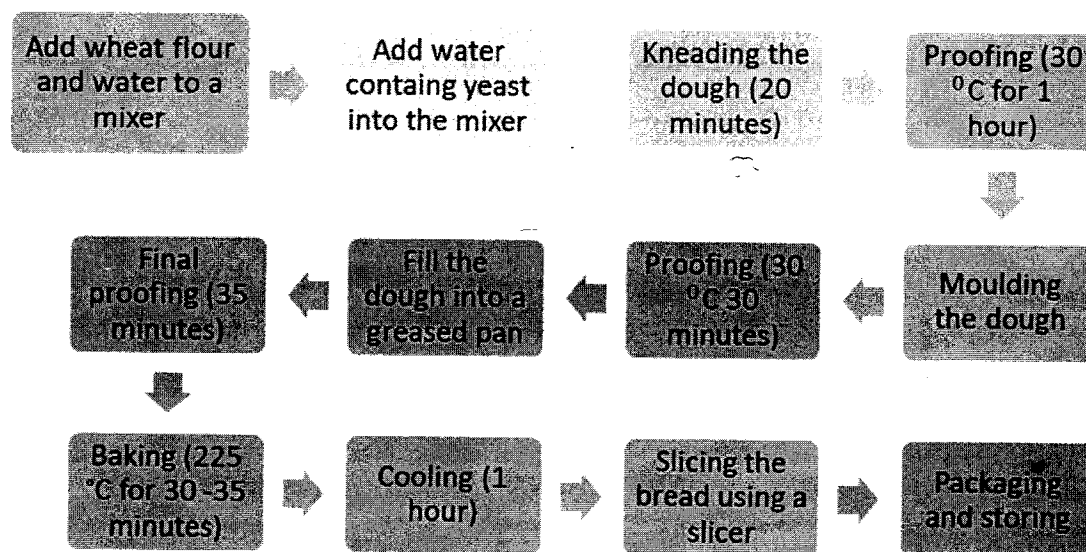 Add wheat flour
and water to a
mixer
Add water
containg yeast
into the mixer
Kneading the
dough (20
minutes)
Proofing (30
⁰C for 1
hour)
Moulding
the dough
Proofing (30
⁰C 30
minutes)
Fill the
dough into a
greased pan
Final
proofing (35
minutes)
Baking (225
°C for 30 -35
minutes)
Cooling (1
hour)
Slicing the
bread using a
slicer
Packaging
and storing